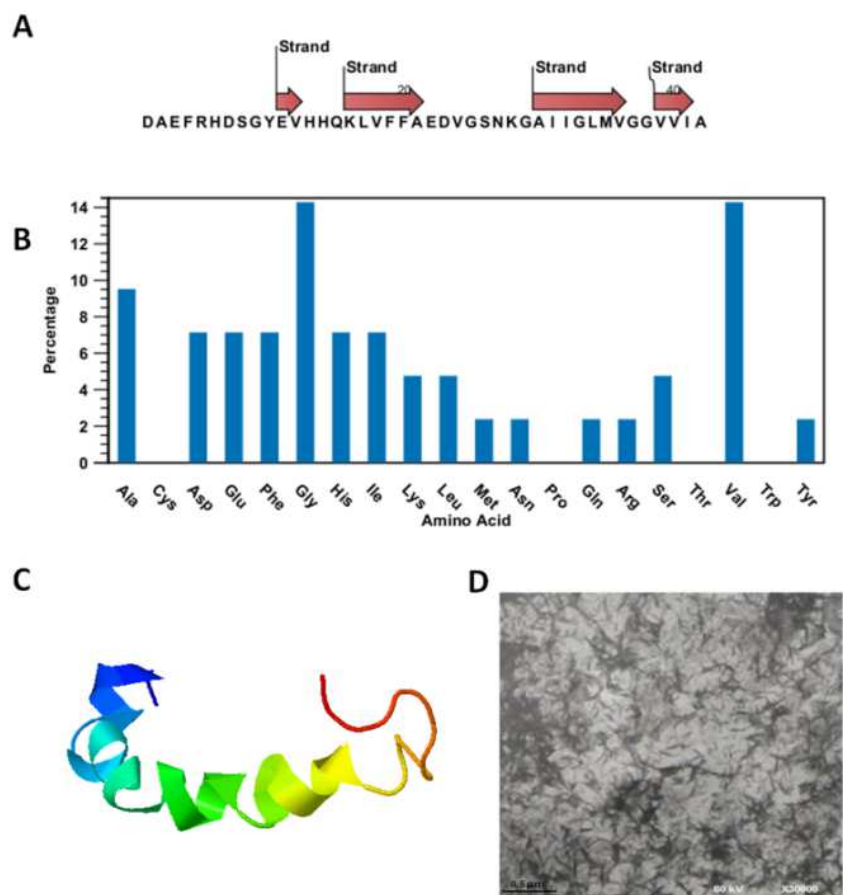 A
Strand
Strand
Strand
Strand
20
40
DAEFRHDSGYEVHHQKLVFFAEDVGSNKGAIIGLMVGGVVIA
B
14
12
10
8
6
4
2
0
Percentage
Ala
Cys
Asp
Glu
Phe
Gly
His
Ile
Lys
Leu
Met
Asn
Pro
Gln
Arg
Ser
Thr
Val
Trp
Tyr
Amino Acid
C
D
80 kV
X30000